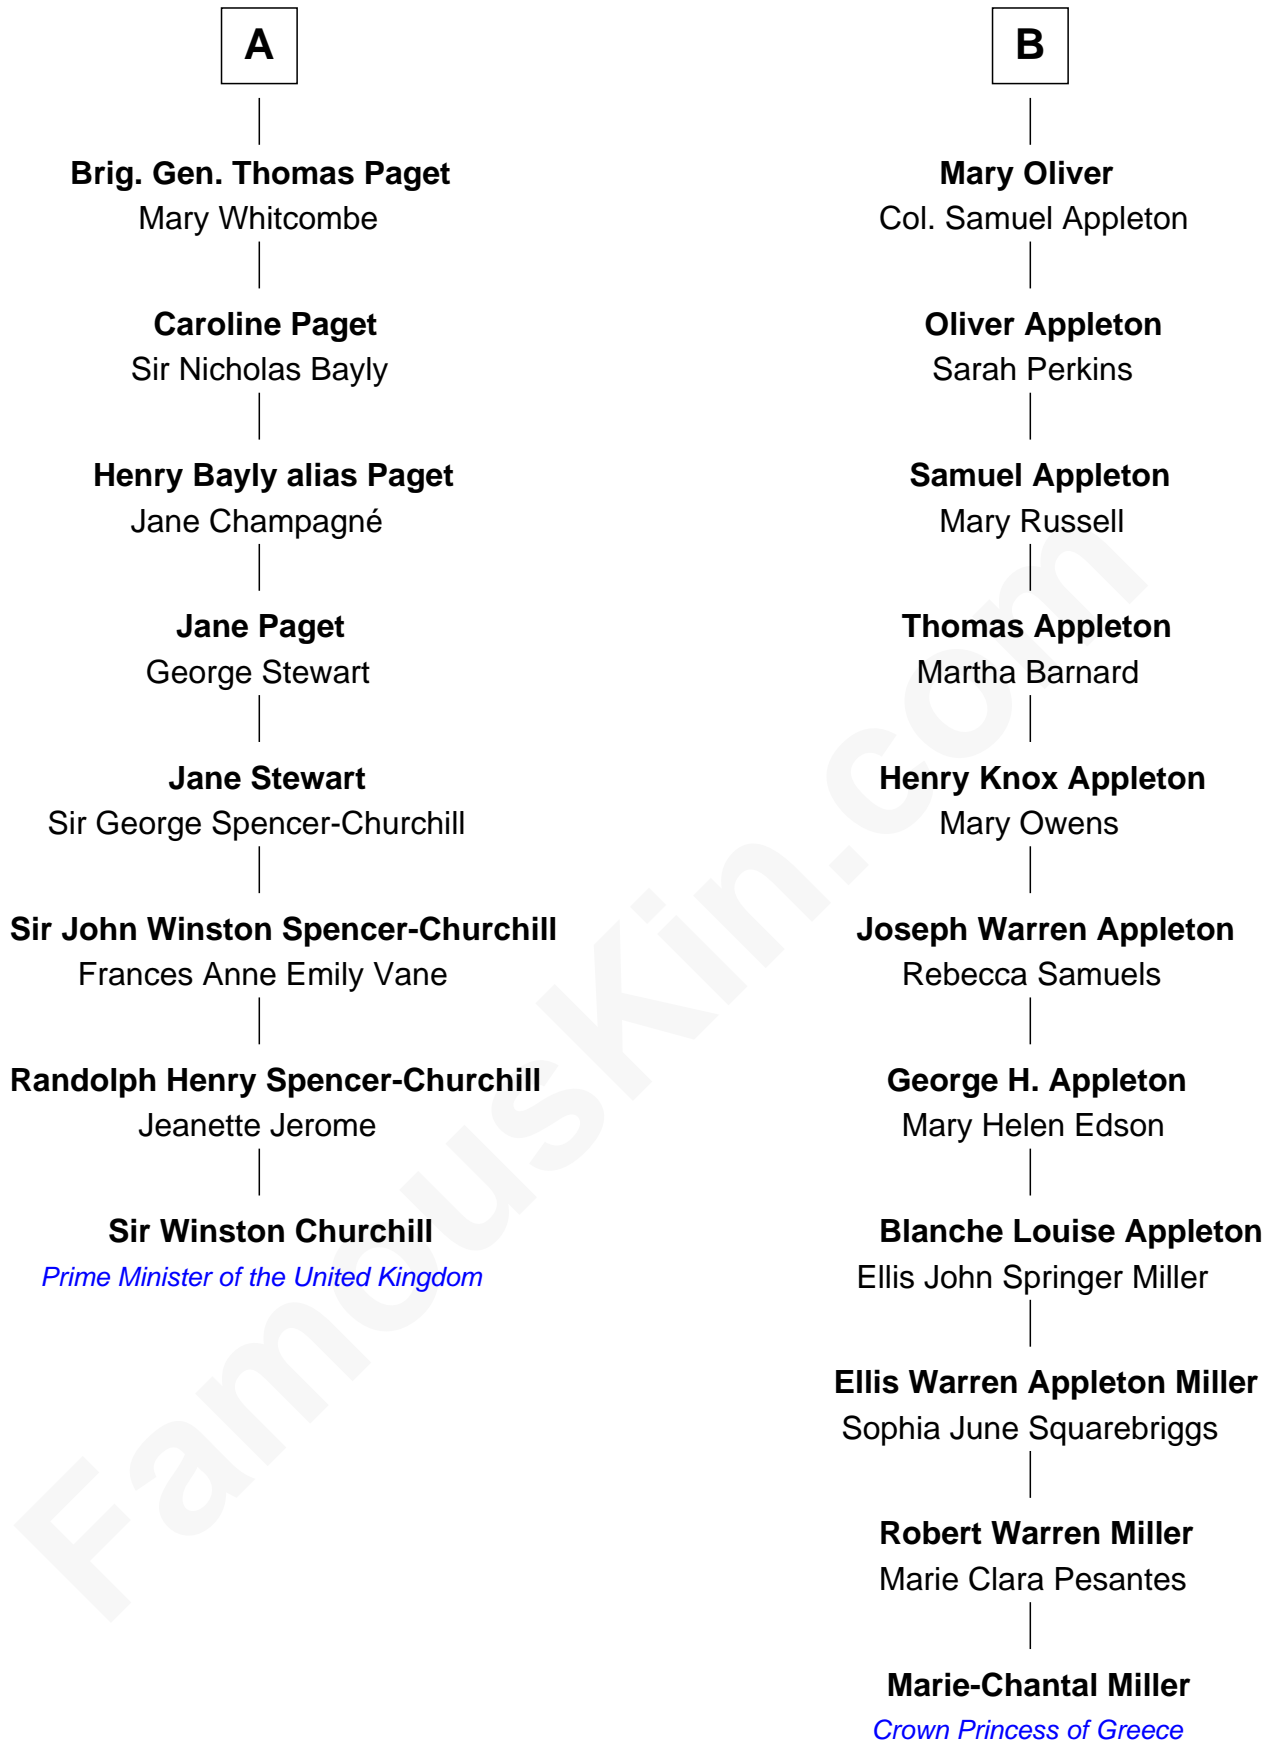 A
Brig. Gen. Thomas Paget
Mary Whitcombe
Caroline Paget
Sir Nicholas Bayly
Henry Bayly alias Paget
Jane Champagné
Jane Paget
George Stewart
Jane Stewart
Sir George Spencer-Churchill
Sir John Winston Spencer-Churchill
Frances Anne Emily Vane
Randolph Henry Spencer-Churchill
Jeanette Jerome
Sir Winston Churchill
Prime Minister of the United Kingdom
B
Mary Oliver
Col. Samuel Appleton
Oliver Appleton
Sarah Perkins
Samuel Appleton
Mary Russell
Thomas Appleton
Martha Barnard
Henry Knox Appleton
Mary Owens
Joseph Warren Appleton
Rebecca Samuels
George H. Appleton
Mary Helen Edson
Blanche Louise Appleton
Ellis John Springer Miller
Ellis Warren Appleton Miller
Sophia June Squarebriggs
Robert Warren Miller
Marie Clara Pesantes
Marie-Chantal Miller
Crown Princess of Greece
FamousKin.com